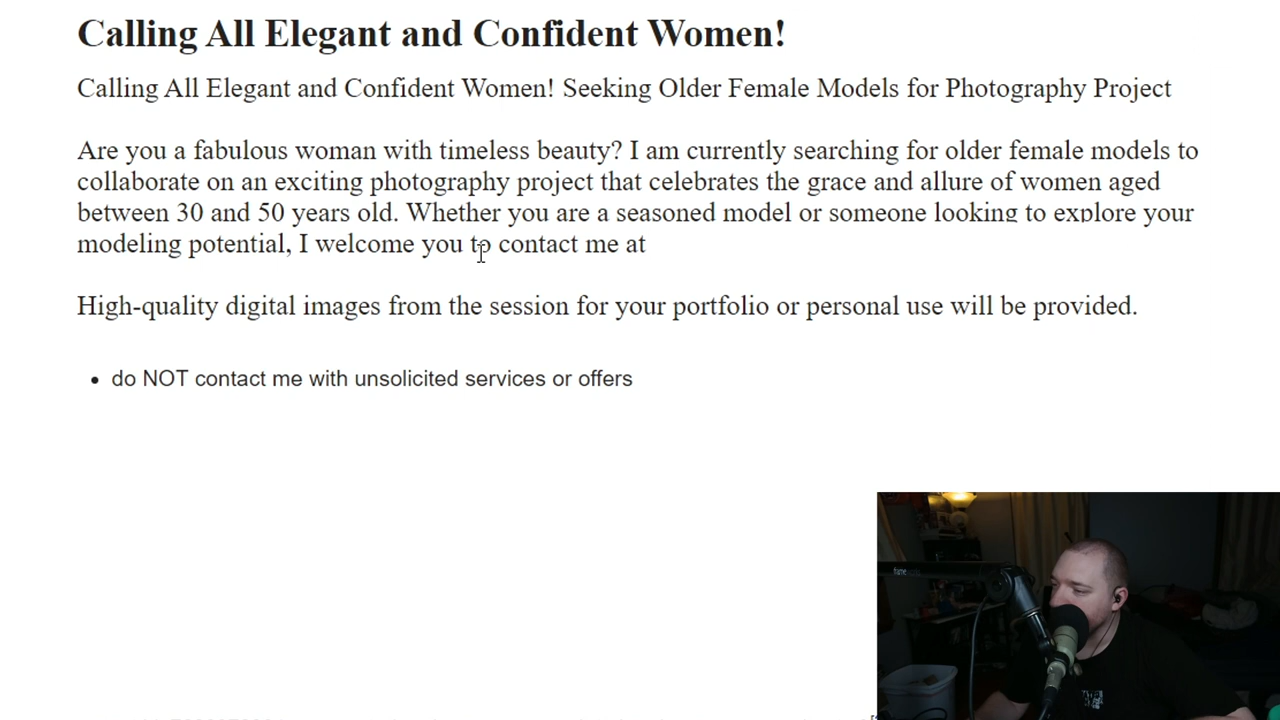 Calling All Elegant and Confident Women!
Calling All Elegant and Confident Women! Seeking Older Female Models for Photography Project
Are you a fabulous woman with timeless beauty? I am currently searching for older female models to
collaborate on an exciting photography project that celebrates the grace and allure of women aged
between 30 and 50 years old. Whether you are a seasoned model or someone looking to explore your
modeling potential, I welcome you to contact me at
High-quality digital images from the session for your portfolio or personal use will be provided.
• do NOT contact me with unsolicited services or offers